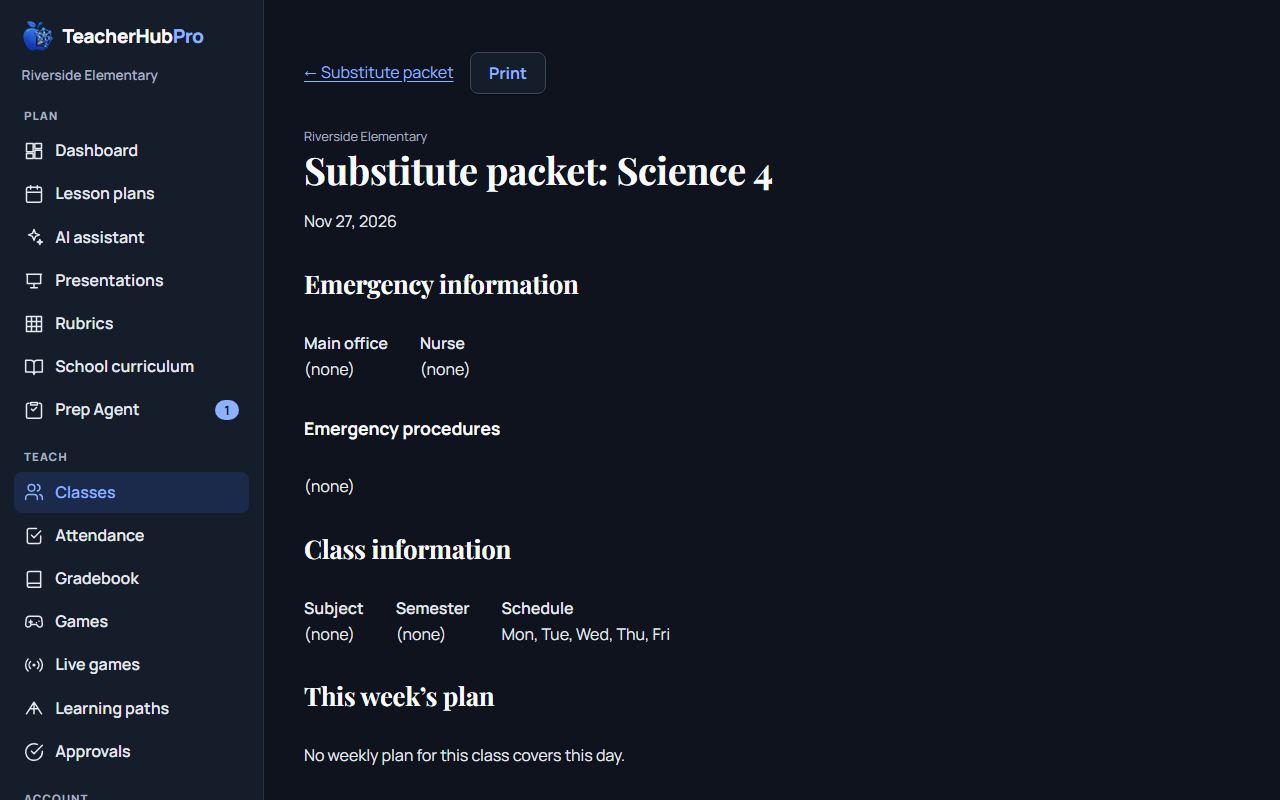 TeacherHubPro
Riverside Elementary
PLAN
Dashboard
Lesson plans
AI assistant
Presentations
Rubrics
School curriculum
Prep Agent 1
TEACH
Classes
Attendance
Gradebook
Games
Live games
Learning paths
Approvals
ACCOUNT
← Substitute packet Print
Riverside Elementary
Substitute packet: Science 4
Nov 27, 2026
Emergency information
Main office Nurse
(none) (none)
Emergency procedures
(none)
Class information
Subject Semester Schedule
(none) (none) Mon, Tue, Wed, Thu, Fri
This week’s plan
No weekly plan for this class covers this day.